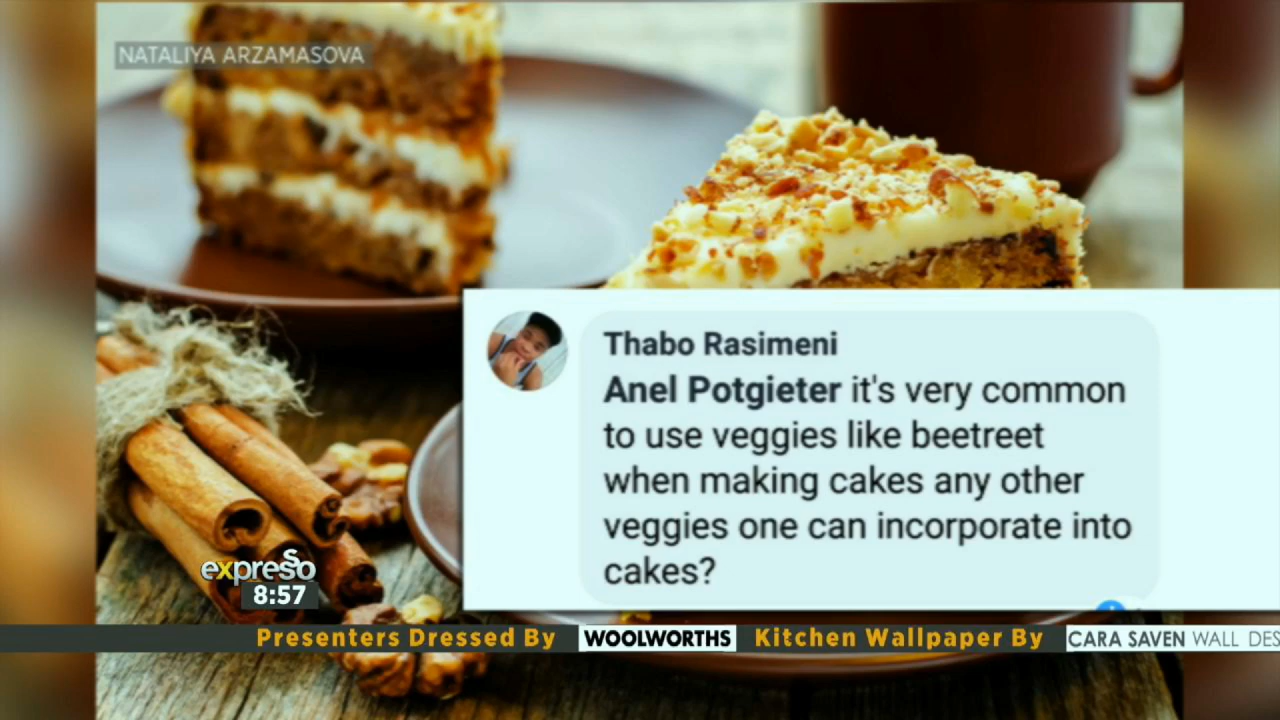 NATALIYA ARZAMASOVA
Thabo Rasimeni
Anel Potgieter it's very common
to use veggies like beetreet
when making cakes any other
veggies one can incorporate into
cakes?
expresso
8:57
Presenters Dressed By WOOLWORTHS Kitchen Wallpaper By CARA SAVEN WALL DES